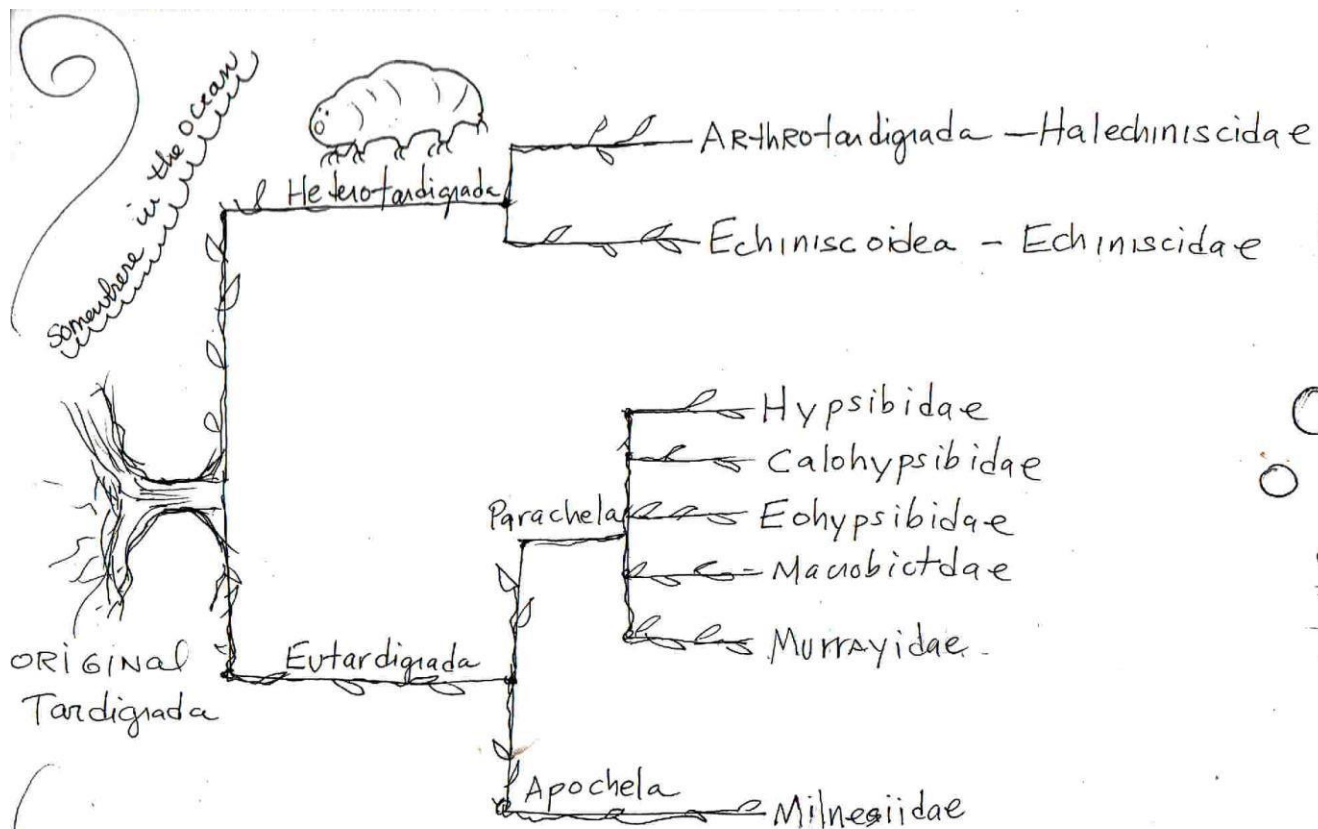 somewhere in the ocean
Heterotardigrada
Arthrotardigrada – Halechiniscidae
Echiniscoidea – Echiniscidae
Hypsibidae
Calohypsibidae
Parachela
Eohypsibidae
Macrobictdae
Murrayidae
Eutardigrada
ORIGINAL
Tardigrada
Apochela
Milnesiidae